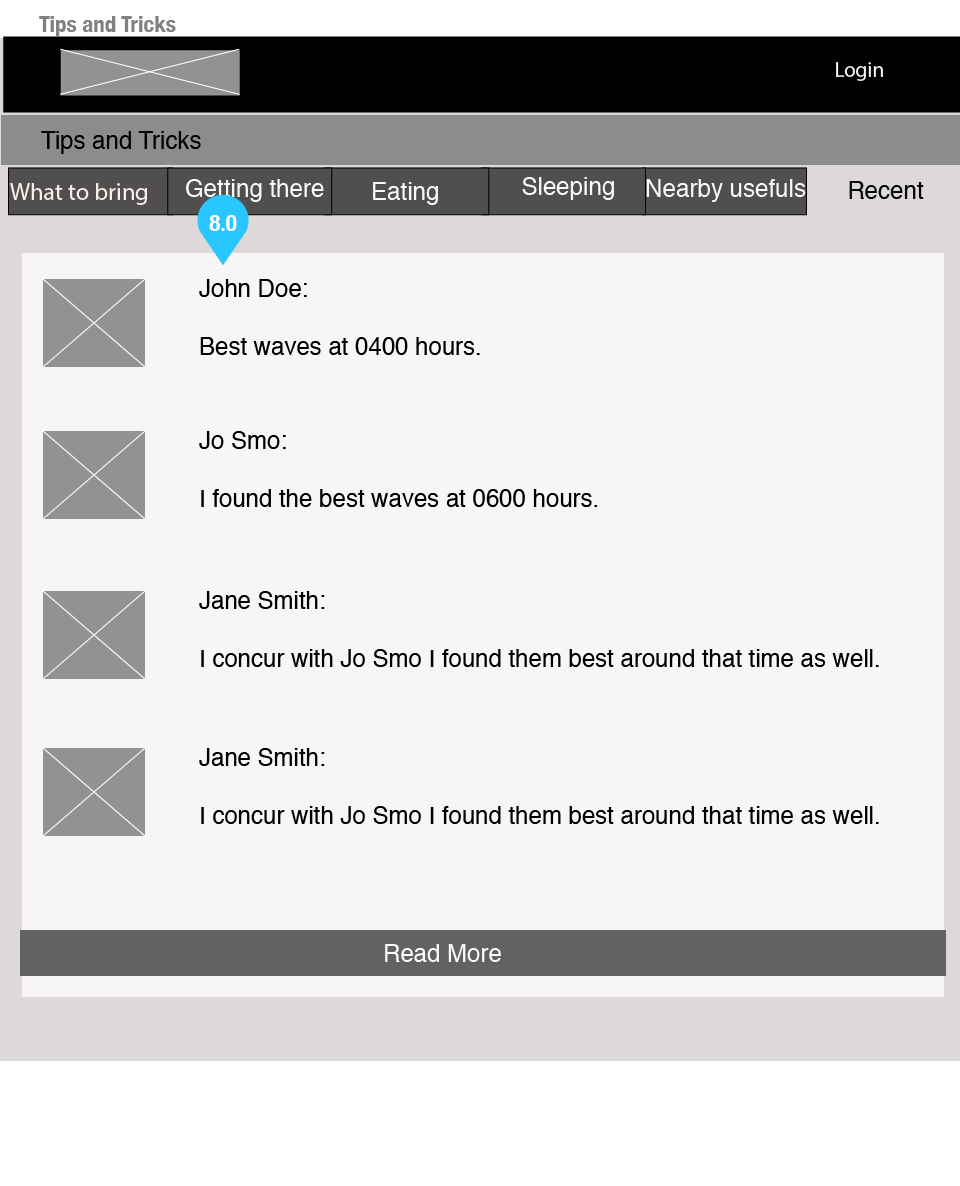 Tips and Tricks
Login
Tips and Tricks
What to bring Getting there Eating Sleeping Nearby usefuls Recent
8.0
John Doe:
Best waves at 0400 hours.
Jo Smo:
I found the best waves at 0600 hours.
Jane Smith:
I concur with Jo Smo I found them best around that time as well.
Jane Smith:
I concur with Jo Smo I found them best around that time as well.
Read More